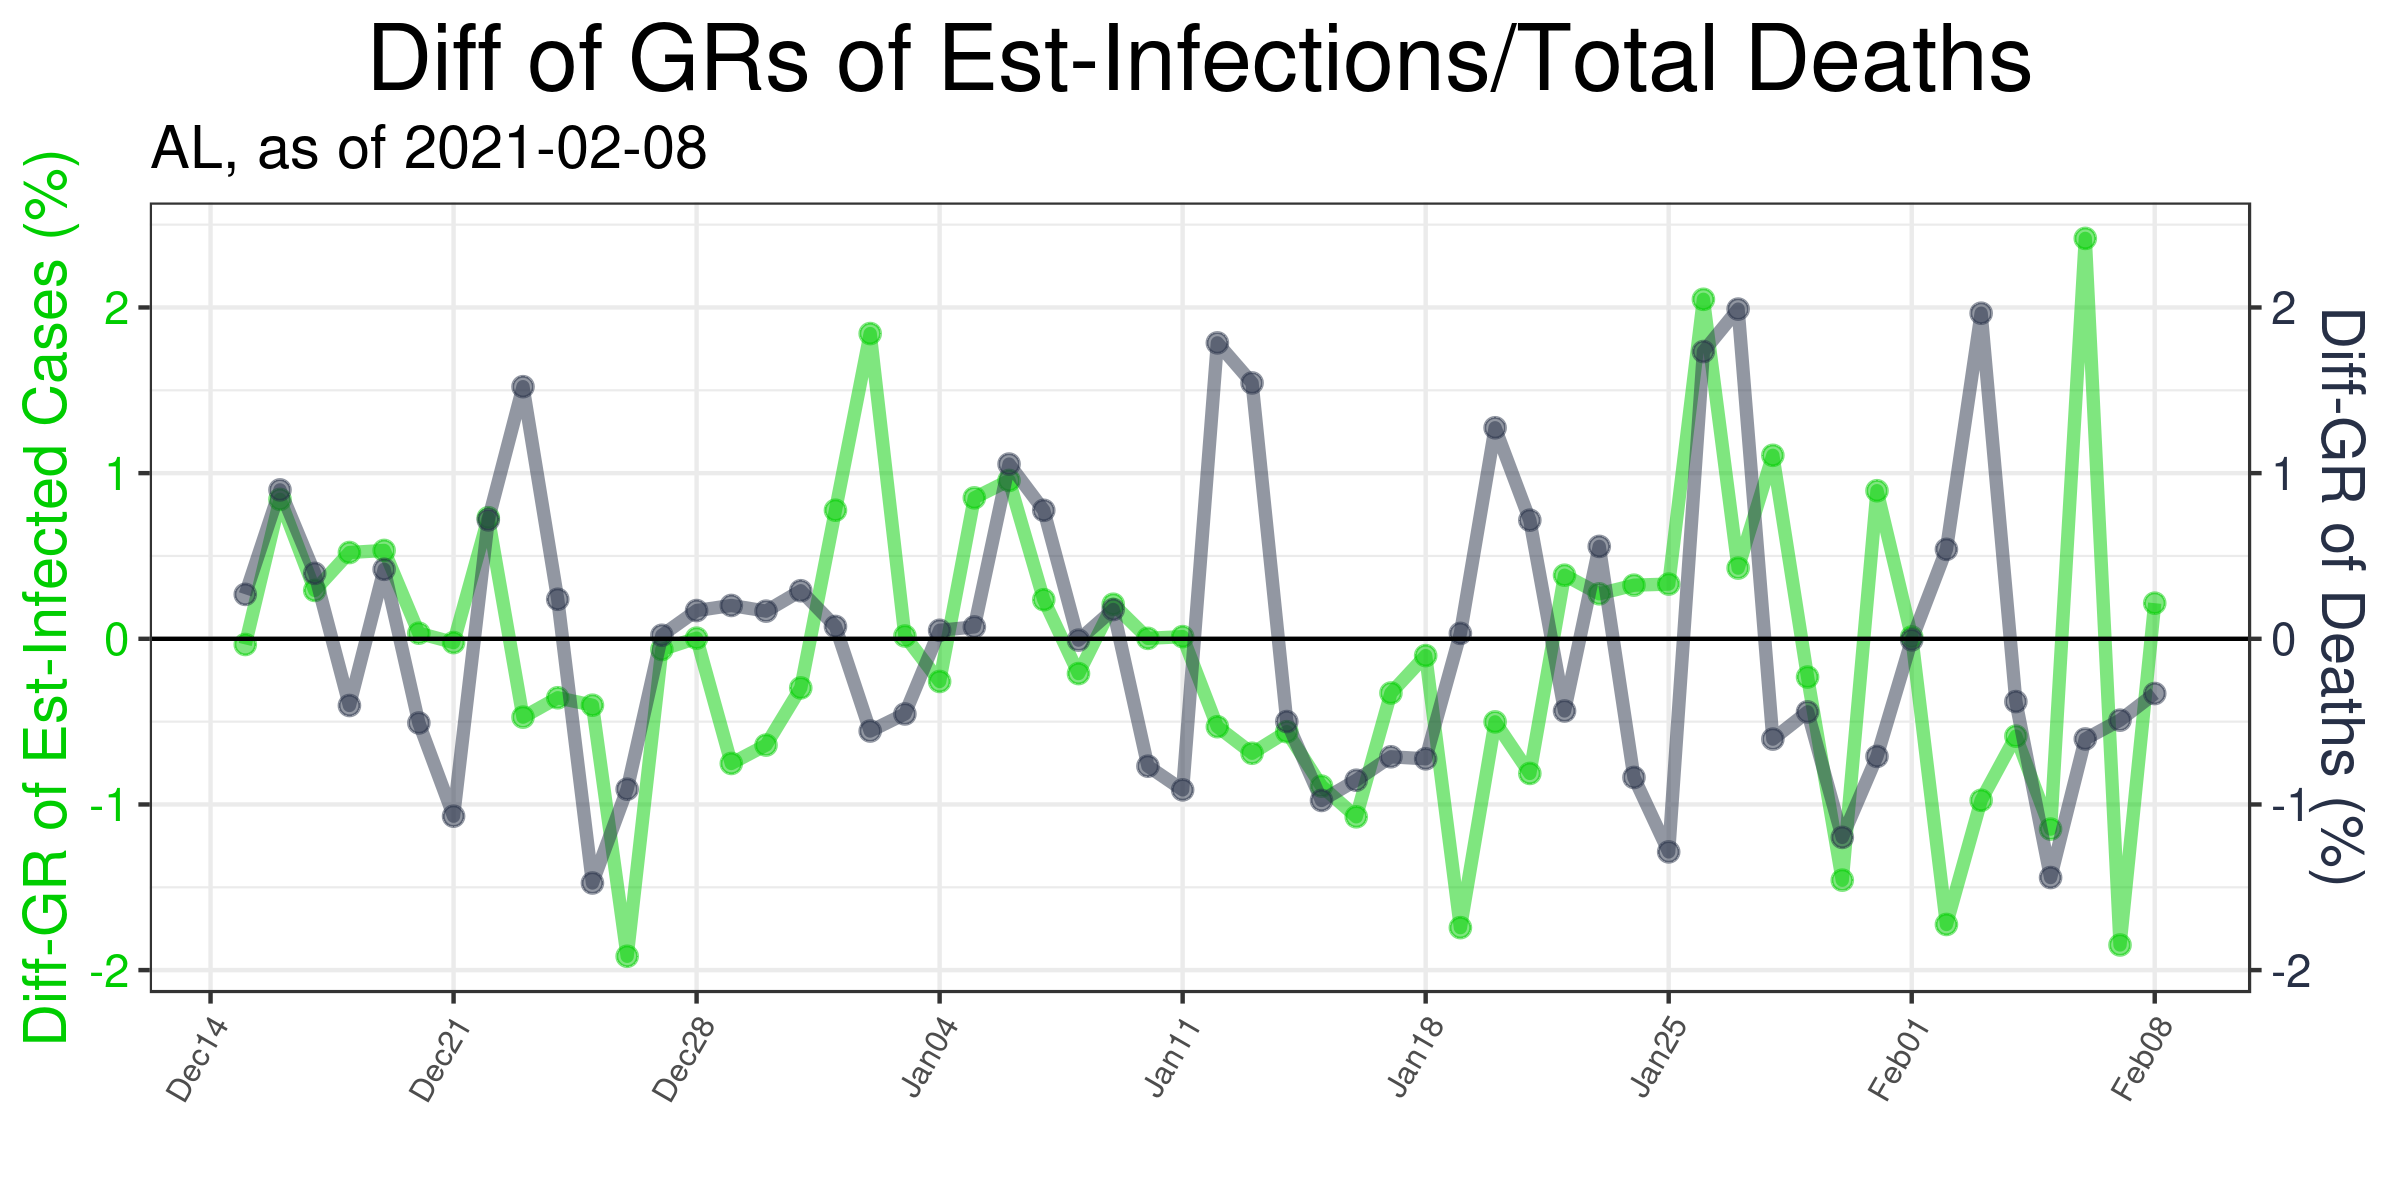 Diff of GRs of Est-Infections/Total Deaths
AL, as of 2021-02-08
Diff-GR of Est-Infected Cases (%)
2
1
0
-1
-2
2
1
0
-1
-2
Diff-GR of Deaths (%)
Dec14
Dec21
Dec28
Jan04
Jan11
Jan18
Jan25
Feb01
Feb08